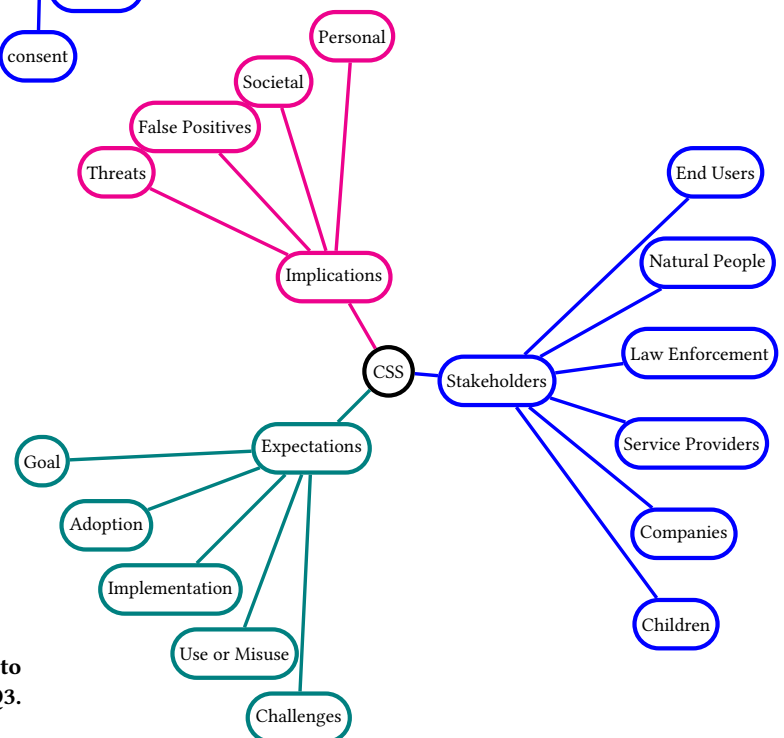 consent
Personal
Societal
False Positives
Threats
Implications
End Users
Natural People
Law Enforcement
CSS
Stakeholders
Service Providers
Companies
Children
Expectations
Goal
Adoption
Implementation
Use or Misuse
Challenges
to
Q3.